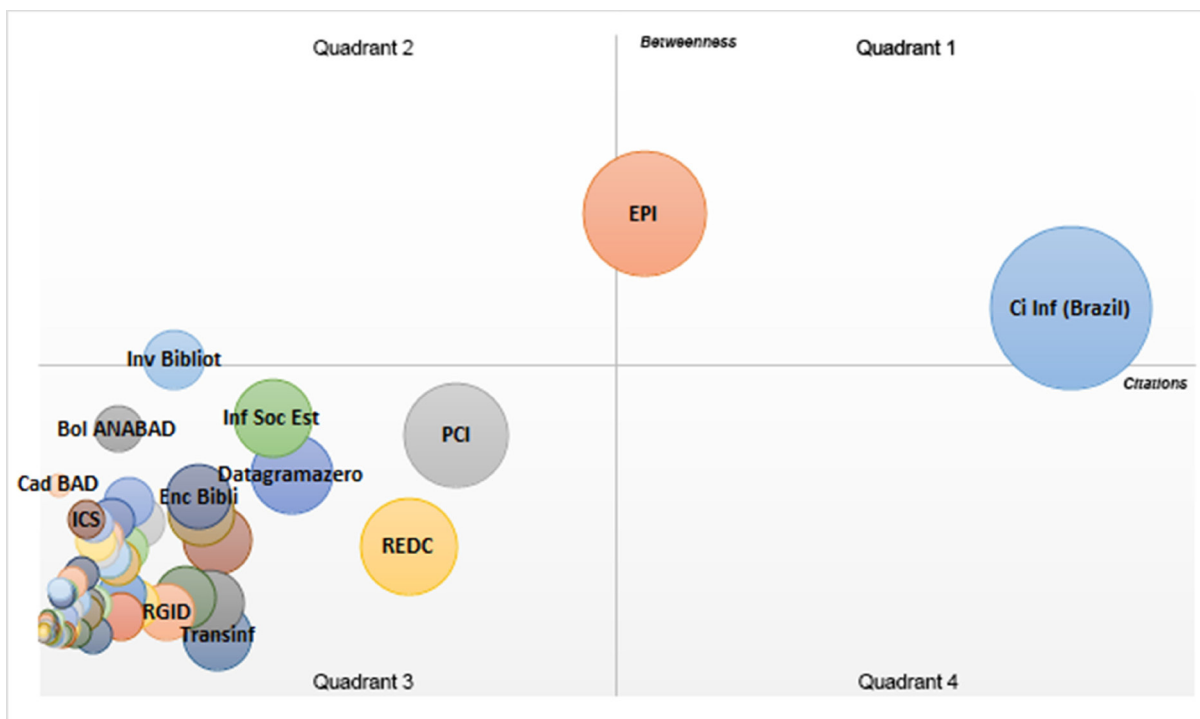 Quadrant 2
Betweenness
Quadrant 1
EPI
Ci Inf (Brazil)
Inv Bibliot
Citations
Inf Soc Est
Bol ANABAD
PCI
Datagramazero
Cad BAD
Enc Bibli
ICS
REDC
RGID
Transinf
Quadrant 3
Quadrant 4